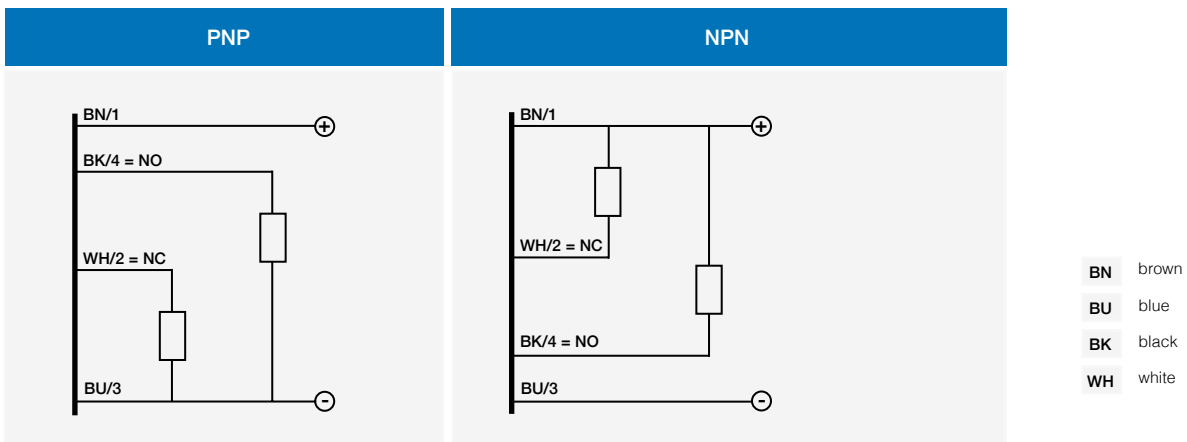 PNP
NPN
BN/1
+
BK/4 = NO
WH/2 = NC
BU/3
-
BN/1
+
WH/2 = NC
BK/4 = NO
BU/3
-
BN brown
BU blue
BK black
WH white